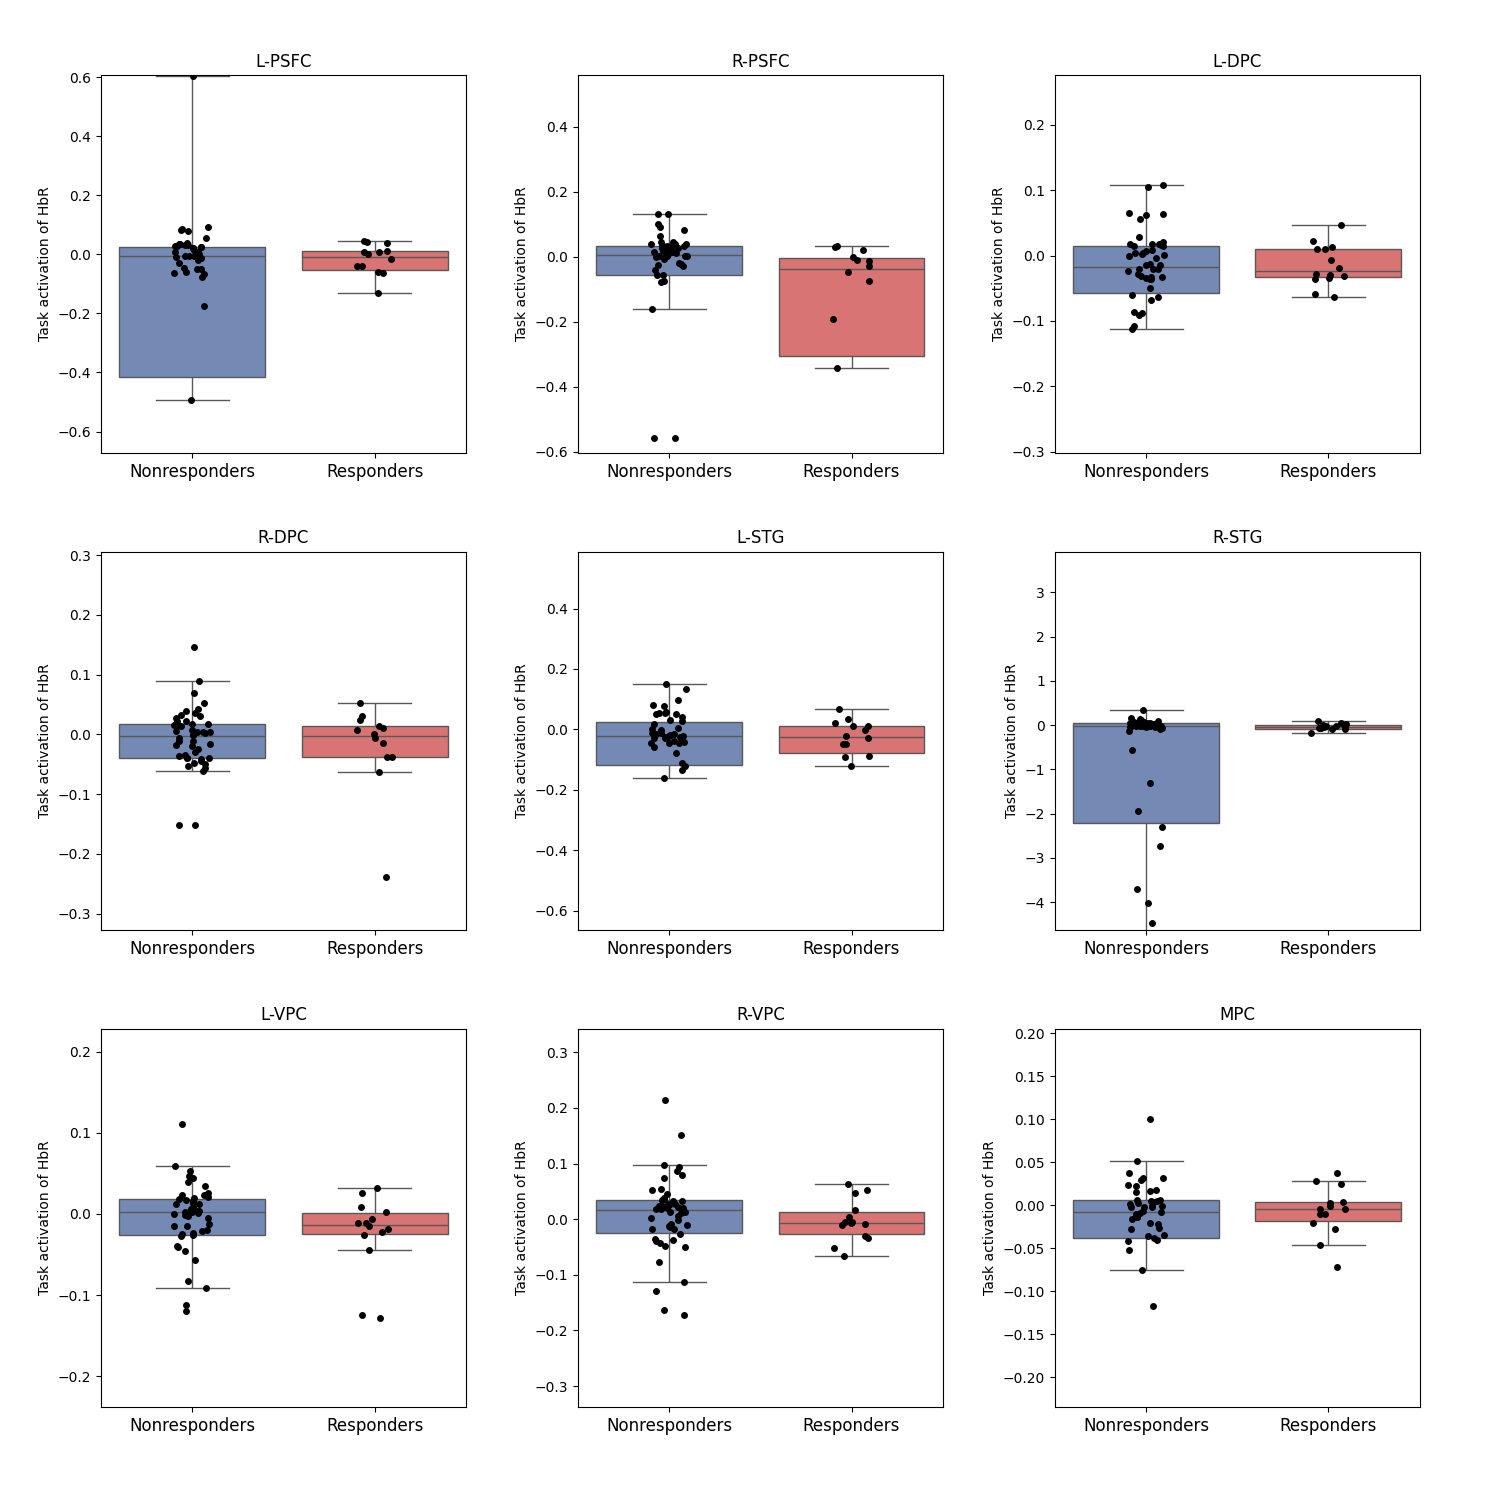 L-PSFC
0.6
0.4
0.2
0.0
−0.2
−0.4
−0.6
Task activation of HbR
Nonresponders Responders
R-PSFC
0.4
0.2
0.0
−0.2
−0.4
−0.6
Task activation of HbR
Nonresponders Responders
L-DPC
0.2
0.1
0.0
−0.1
−0.2
−0.3
Task activation of HbR
Nonresponders Responders
R-DPC
0.3
0.2
0.1
0.0
−0.1
−0.2
−0.3
Task activation of HbR
Nonresponders Responders
L-STG
0.4
0.2
0.0
−0.2
−0.4
−0.6
Task activation of HbR
Nonresponders Responders
R-STG
3
2
1
0
−1
−2
−3
−4
Task activation of HbR
Nonresponders Responders
L-VPC
0.2
0.1
0.0
−0.1
−0.2
Task activation of HbR
Nonresponders Responders
R-VPC
0.3
0.2
0.1
0.0
−0.1
−0.2
−0.3
Task activation of HbR
Nonresponders Responders
MPC
0.20
0.15
0.10
0.05
0.00
−0.05
−0.10
−0.15
−0.20
Task activation of HbR
Nonresponders Responders